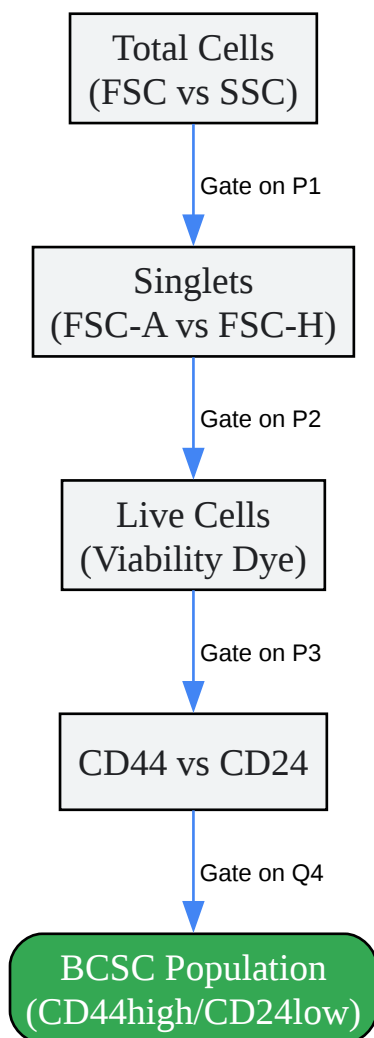 Total Cells
(FSC vs SSC)
Gate on P1
Singlets
(FSC-A vs FSC-H)
Gate on P2
Live Cells
(Viability Dye)
Gate on P3
CD44 vs CD24
Gate on Q4
BCSC Population
(CD44high/CD24low)